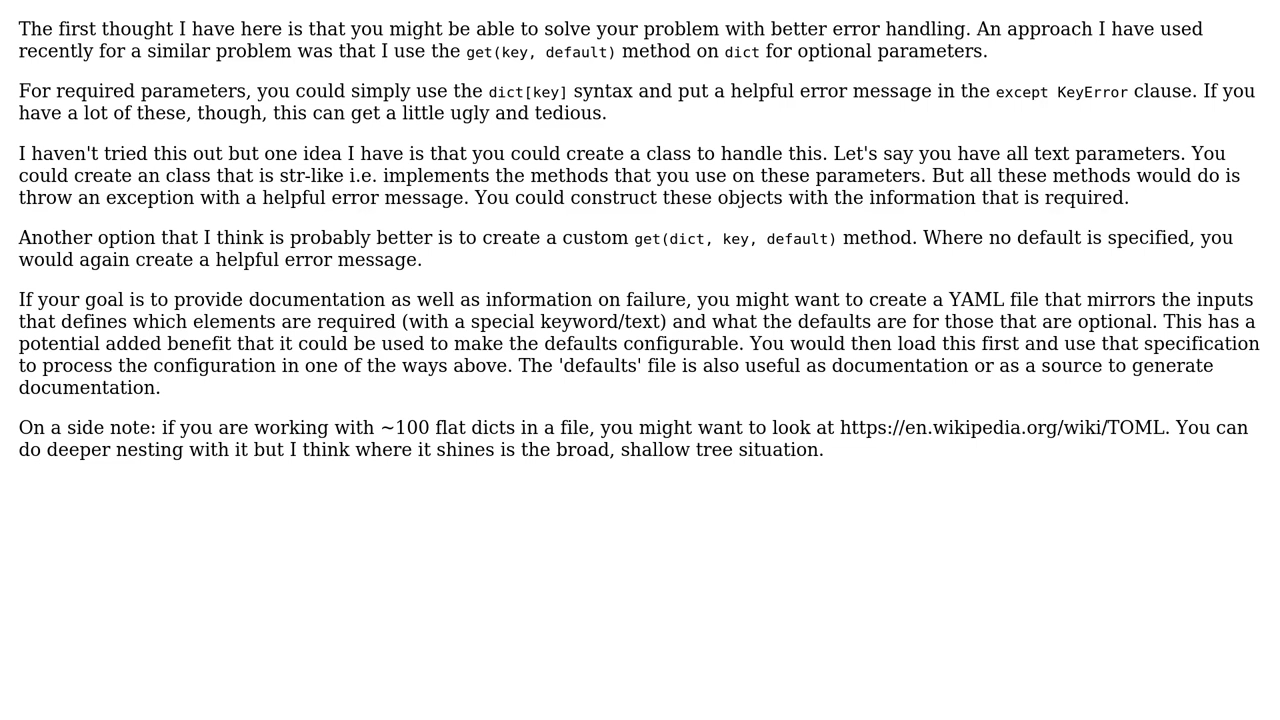 The first thought I have here is that you might be able to solve your problem with better error handling. An approach I have used
recently for a similar problem was that I use the get(key, default) method on dict for optional parameters.
For required parameters, you could simply use the dict[key] syntax and put a helpful error message in the except KeyError clause. If you
have a lot of these, though, this can get a little ugly and tedious.
I haven't tried this out but one idea I have is that you could create a class to handle this. Let's say you have all text parameters. You
could create an class that is str-like i.e. implements the methods that you use on these parameters. But all these methods would do is
throw an exception with a helpful error message. You could construct these objects with the information that is required.
Another option that I think is probably better is to create a custom get(dict, key, default) method. Where no default is specified, you
would again create a helpful error message.
If your goal is to provide documentation as well as information on failure, you might want to create a YAML file that mirrors the inputs
that defines which elements are required (with a special keyword/text) and what the defaults are for those that are optional. This has a
potential added benefit that it could be used to make the defaults configurable. You would then load this first and use that specification
to process the configuration in one of the ways above. The 'defaults' file is also useful as documentation or as a source to generate
documentation.
On a side note: if you are working with ~100 flat dicts in a file, you might want to look at https://en.wikipedia.org/wiki/TOML. You can
do deeper nesting with it but I think where it shines is the broad, shallow tree situation.